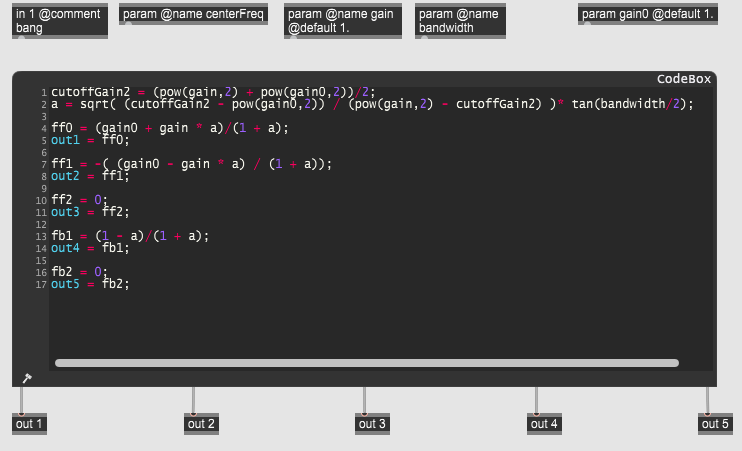 in 1 @comment
bang
param @name centerFreq
param @name gain
@default 1.
param @name
bandwidth
param gain0 @default 1.
CodeBox
1 cutoffGain2 = (pow(gain,2) + pow(gain0,2))/2;
2 a = sqrt( (cutoffGain2 - pow(gain0,2)) / (pow(gain,2) - cutoffGain2) )* tan(bandwidth/2);
3
4 ff0 = (gain0 + gain * a)/(1 + a);
5 out1 = ff0;
6
7 ff1 = -( (gain0 - gain * a) / (1 + a));
8 out2 = ff1;
9
10 ff2 = 0;
11 out3 = ff2;
12
13 fb1 = (1 - a)/(1 + a);
14 out4 = fb1;
15
16 fb2 = 0;
17 out5 = fb2;
out 1
out 2
out 3
out 4
out 5